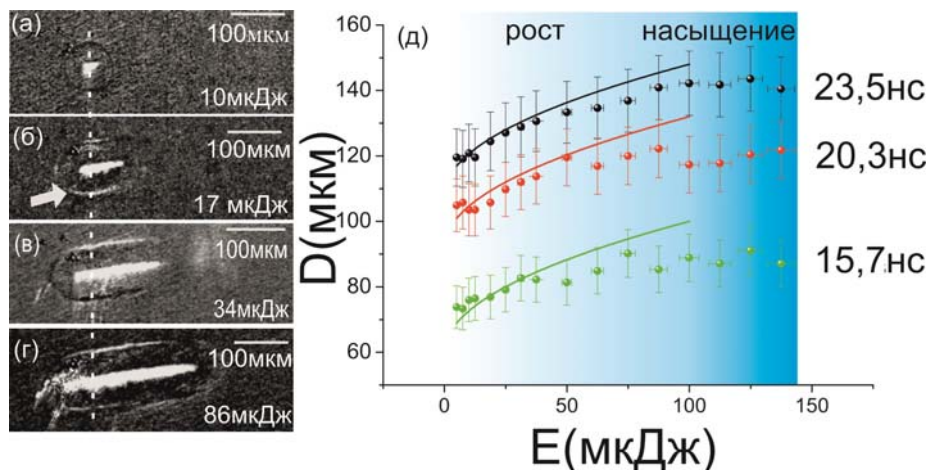 (а)
100мкм
10мкДж
(б)
100мкм
17 мкДж
(в)
100мкм
34мкДж
(г)
100мкм
86мкДж
(д)
рост
насыщение
160
140
120
100
80
60
D(мкм)
0
50
100
150
E(мкДж)
23,5нс
20,3нс
15,7нс